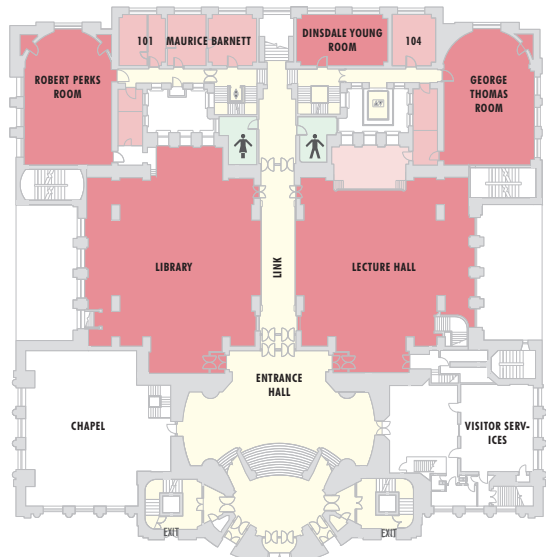 101
MAURICE
BARNETT
DINSDALE YOUNG
ROOM
104
ROBERT PERKS
ROOM
GEORGE
THOMAS
ROOM
LIBRARY
LINK
LECTURE HALL
ENTRANCE
HALL
CHAPEL
VISITOR SERV-
ICES
EXIT
EXIT